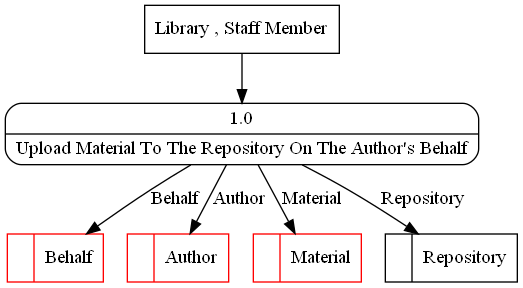 Library , Staff Member
1.0
Upload Material To The Repository On The Author's Behalf
Behalf
Author
Material
Repository
Behalf
Author
Material
Repository